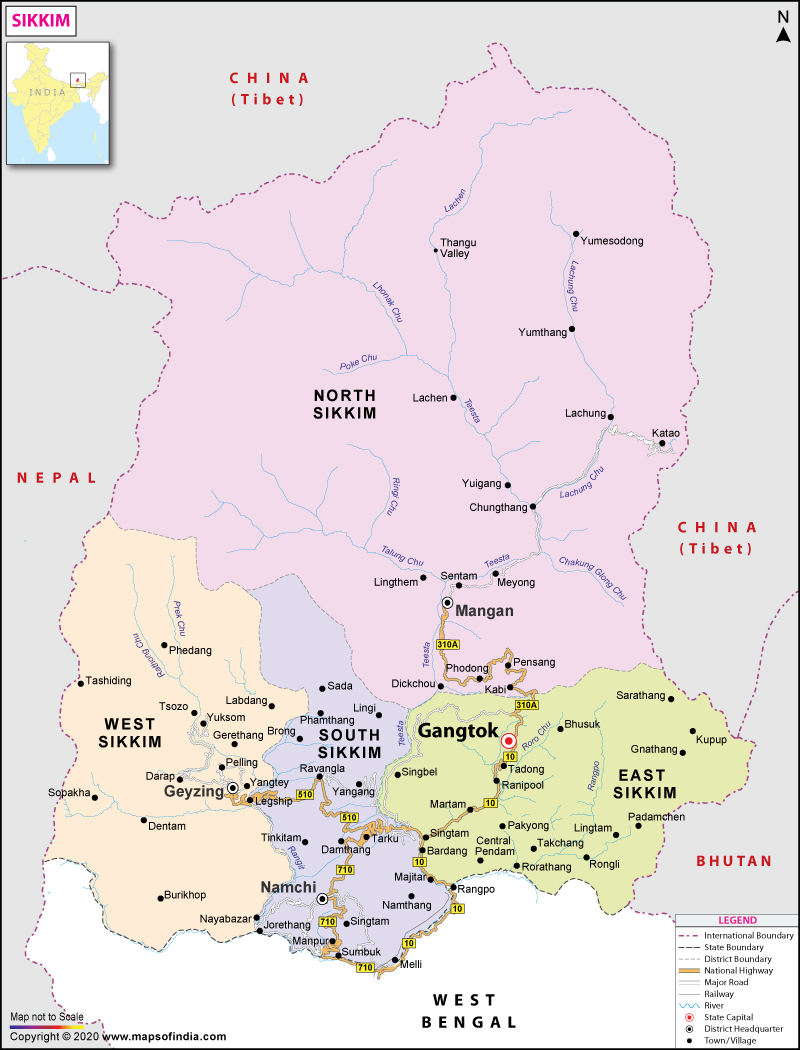 SIKKIM
N
INDIA
CHINA
(Tibet)
Lachen
Thangu
Valley
Yumesodong
Lachung Chu
Lhonak Chu
Yumthang
Poke Chu
NORTH
SIKKIM
Lachen
Teesta
Lachung
Katao
NEPAL
Ringi Chu
Yuigang
Lachung Chu
Chungthang
CHINA
(Tibet)
Talung Chu
Teesta
Chakung Glong Chu
Lingthem
Sentam
Meyong
Mangan
Prek Chu
Rathong Chu
Phedang
310A
Teesta
Phodong
Pensang
Tashiding
Dickchou
Kabi
Sada
Sarathang
Labdang
Tsozo
Yuksom
Phamthang
Lingi
310A
WEST
SIKKIM
Gerethang
Brong
SOUTH
SIKKIM
Teesta
Gangtok
Roro Chu
Bhusuk
Kupup
Gnathang
10
Pelling
Ravangla
Singbel
Tadong
Rangpo
EAST
SIKKIM
Darap
Yangtey
Geyzing
Yangang
Ranipool
Sopakha
Legship
510
Martam
10
510
Padamchen
Dentam
Tinkitam
Tarku
Singtam
Pakyong
Lingtam
Damthang
Bardang
Central
Pendam
Takchang
Rangit
10
Rorathang
Rongli
BHUTAN
710
Majitar
Namchi
Rangpo
Burikhop
Namthang
10
Nayabazar
Jorethang
710
Singtam
Manpur
10
Sumbuk
710
Melli
WEST
BENGAL
LEGEND
International Boundary
State Boundary
District Boundary
National Highway
Major Road
Railway
River
State Capital
District Headquarter
Town/Village
Map not to Scale
Copyright © 2020 www.mapsofindia.com